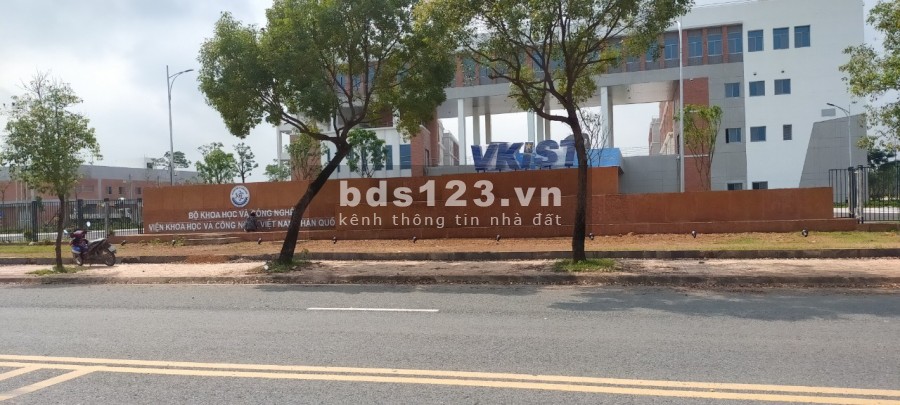 VKIST
BỘ KHOA HỌC VÀ CÔNG NGHỆ
VIỆN KHOA HỌC VÀ CÔNG NGHỆ VIỆT NAM HÀN QUỐC
bds123.vn
kênh thông tin nhà đất